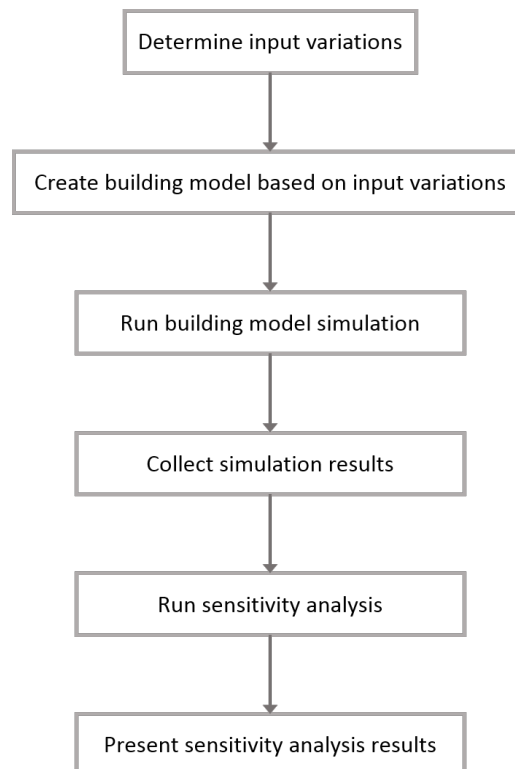 Determine input variations
Create building model based on input variations
Run building model simulation
Collect simulation results
Run sensitivity analysis
Present sensitivity analysis results